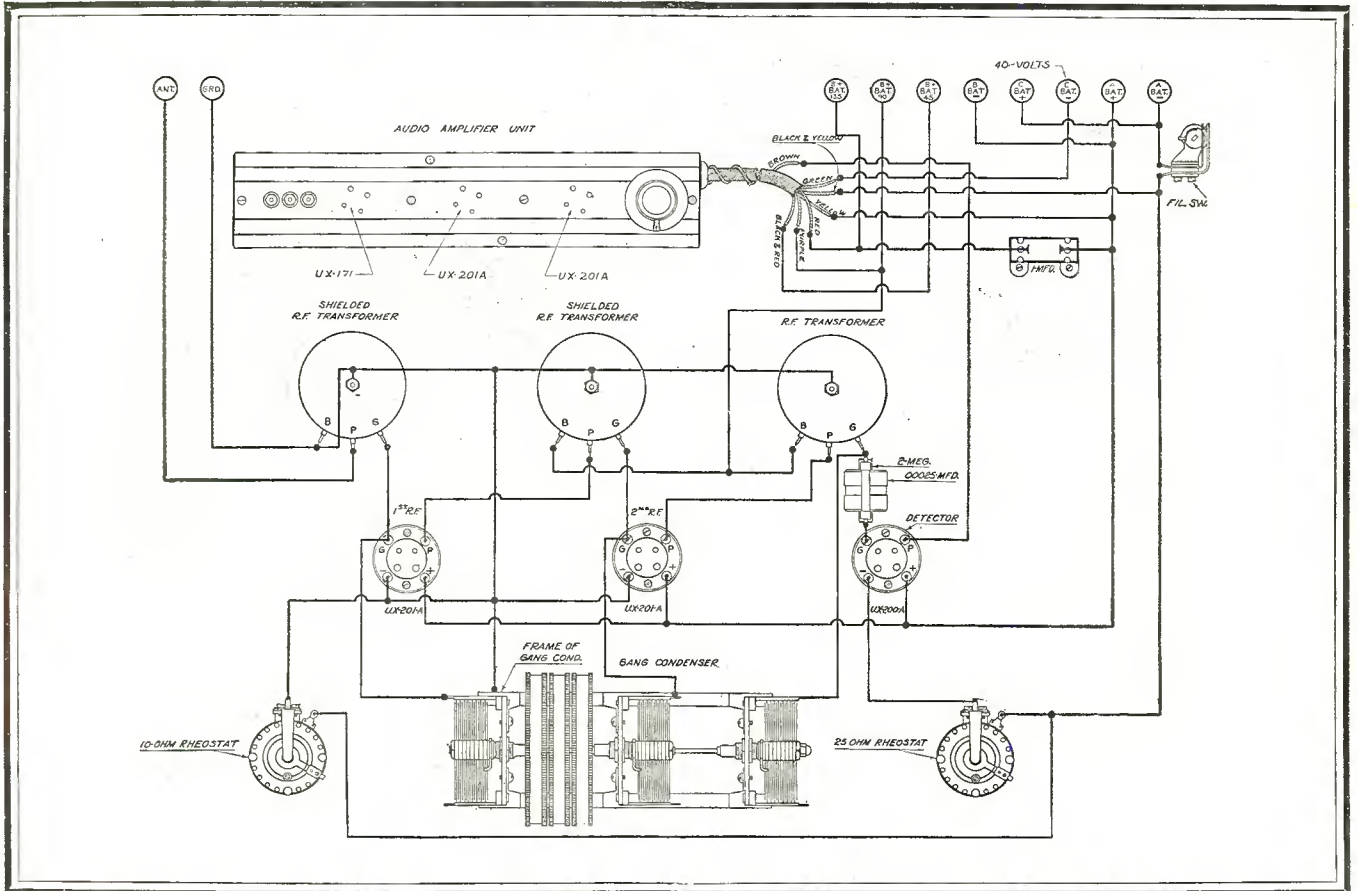 40-VOLTS
ANT.
GRD.
B+
BAT.
135
B+
BAT
90
B+
BAT
45
B
BAT
-
C
BAT
+
C
BAT
-
A
BAT
+
A
BAT
-
AUDIO AMPLIFIER UNIT
BLACK & YELLOW
BROWN
GREEN
YELLOW
RED
PURPLE
BLACK & RED
FIL. SW.
1-MFD.
UX-171
UX-201A
UX-201A
SHIELDED
R.F. TRANSFORMER
SHIELDED
R.F. TRANSFORMER
R.F. TRANSFORMER
B
P
G
B
P
G
B
P
G
2-MEG.
.00025-MFD.
1ST R.F.
2ND R.F.
DETECTOR
G
P
-
+
G
P
-
+
G
P
-
+
UX-201-A
UX-201-A
UX-200-A
FRAME OF
GANG COND.
GANG CONDENSER
10-OHM RHEOSTAT
25 OHM RHEOSTAT